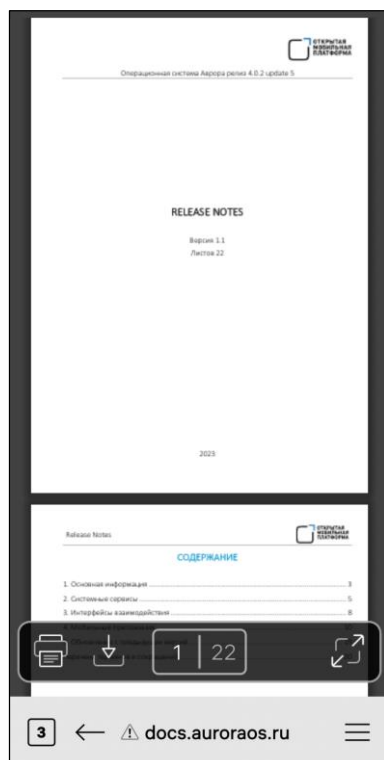 ОТКРЫТАЯ
МОБИЛЬНАЯ
ПЛАТФОРМА
Операционная система Аврора релиз 4.0.2 update 5
RELEASE NOTES
Версия 1.1
Листов 22
2023
Release Notes
ОТКРЫТАЯ
МОБИЛЬНАЯ
ПЛАТФОРМА
СОДЕРЖАНИЕ
1. Основная информация 3
2. Системные сервисы 5
3. Интерфейсы взаимодействия 8
1 22
3 docs.auroraos.ru